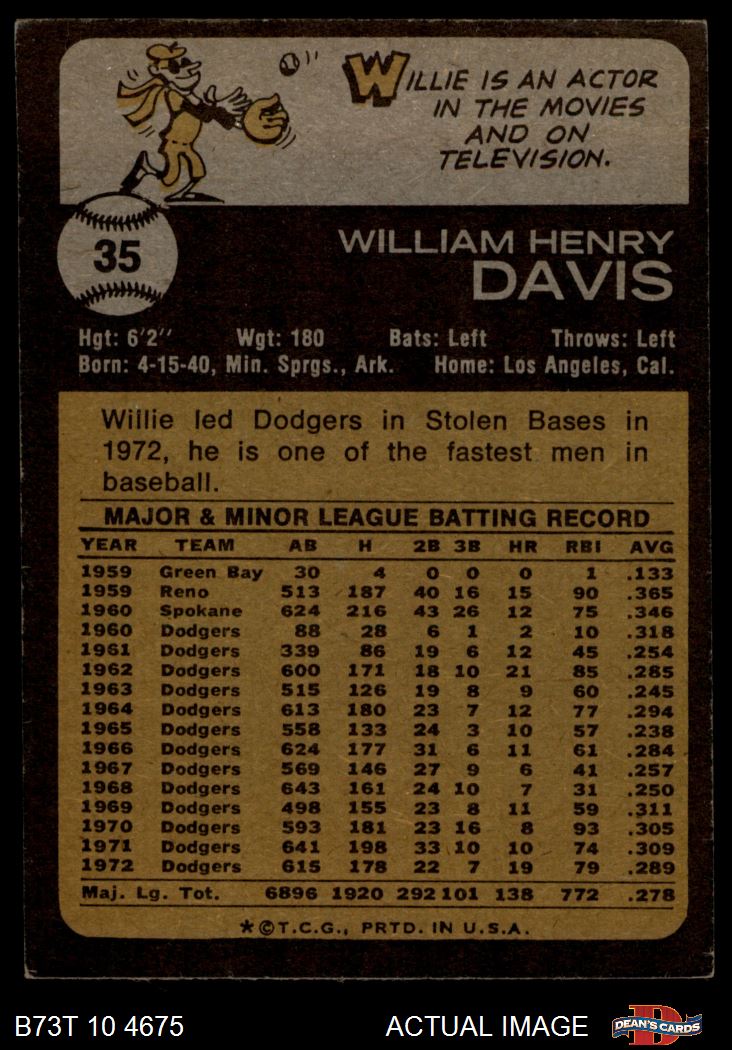 WILLIE IS AN ACTOR
IN THE MOVIES
AND ON
TELEVISION.
35
WILLIAM HENRY
DAVIS
Hgt: 6'2" Wgt: 180 Bats: Left Throws: Left
Born: 4-15-40, Min. Sprgs., Ark. Home: Los Angeles, Cal.
Willie led Dodgers in Stolen Bases in
1972, he is one of the fastest men in
baseball.
MAJOR & MINOR LEAGUE BATTING RECORD
YEAR TEAM AB H 2B 3B HR RBI AVG
1959 Green Bay 30 4 0 0 0 1 .133
1959 Reno 513 187 40 16 15 90 .365
1960 Spokane 624 216 43 26 12 75 .346
1960 Dodgers 88 28 6 1 2 10 .318
1961 Dodgers 339 86 19 6 12 45 .254
1962 Dodgers 600 171 18 10 21 85 .285
1963 Dodgers 515 126 19 8 9 60 .245
1964 Dodgers 613 180 23 7 12 77 .294
1965 Dodgers 558 133 24 3 10 57 .238
1966 Dodgers 624 177 31 6 11 61 .284
1967 Dodgers 569 146 27 9 6 41 .257
1968 Dodgers 643 161 24 10 7 31 .250
1969 Dodgers 498 155 23 8 11 59 .311
1970 Dodgers 593 181 23 16 8 93 .305
1971 Dodgers 641 198 33 10 10 74 .309
1972 Dodgers 615 178 22 7 19 79 .289
Maj. Lg. Tot. 6896 1920 292 101 138 772 .278
*©T.C.G., PRTD. IN U.S.A.
B73T 10 4675 ACTUAL IMAGE
D
DEAN'S CARDS